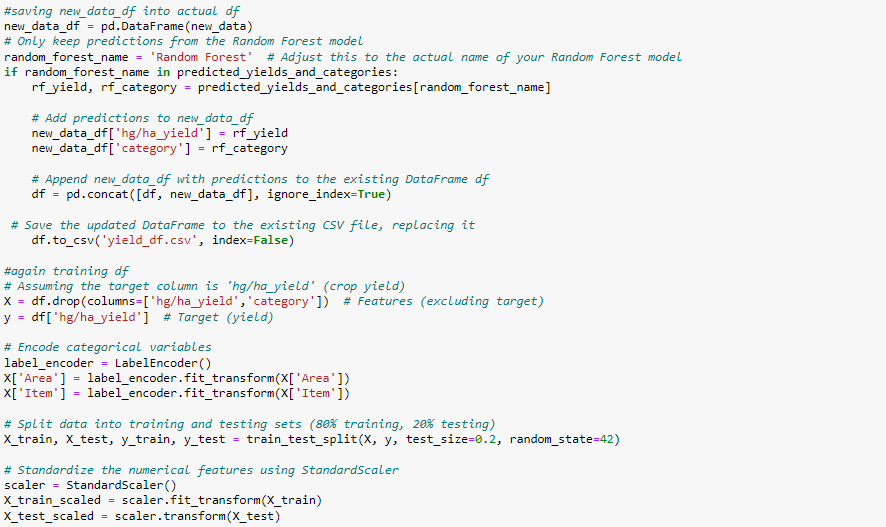 #saving new_data_df into actual df
new_data_df = pd.DataFrame(new_data)
# Only keep predictions from the Random Forest model
random_forest_name = 'Random Forest'  # Adjust this to the actual name of your Random Forest model
if random_forest_name in predicted_yields_and_categories:
    rf_yield, rf_category = predicted_yields_and_categories[random_forest_name]

    # Add predictions to new_data_df
    new_data_df['hg/ha_yield'] = rf_yield
    new_data_df['category'] = rf_category

    # Append new_data_df with predictions to the existing DataFrame df
    df = pd.concat([df, new_data_df], ignore_index=True)

 # Save the updated DataFrame to the existing CSV file, replacing it
    df.to_csv('yield_df.csv', index=False)

#again training df
# Assuming the target column is 'hg/ha_yield' (crop yield)
X = df.drop(columns=['hg/ha_yield','category'])  # Features (excluding target)
y = df['hg/ha_yield']  # Target (yield)

# Encode categorical variables
label_encoder = LabelEncoder()
X['Area'] = label_encoder.fit_transform(X['Area'])
X['Item'] = label_encoder.fit_transform(X['Item'])

# Split data into training and testing sets (80% training, 20% testing)
X_train, X_test, y_train, y_test = train_test_split(X, y, test_size=0.2, random_state=42)

# Standardize the numerical features using StandardScaler
scaler = StandardScaler()
X_train_scaled = scaler.fit_transform(X_train)
X_test_scaled = scaler.transform(X_test)